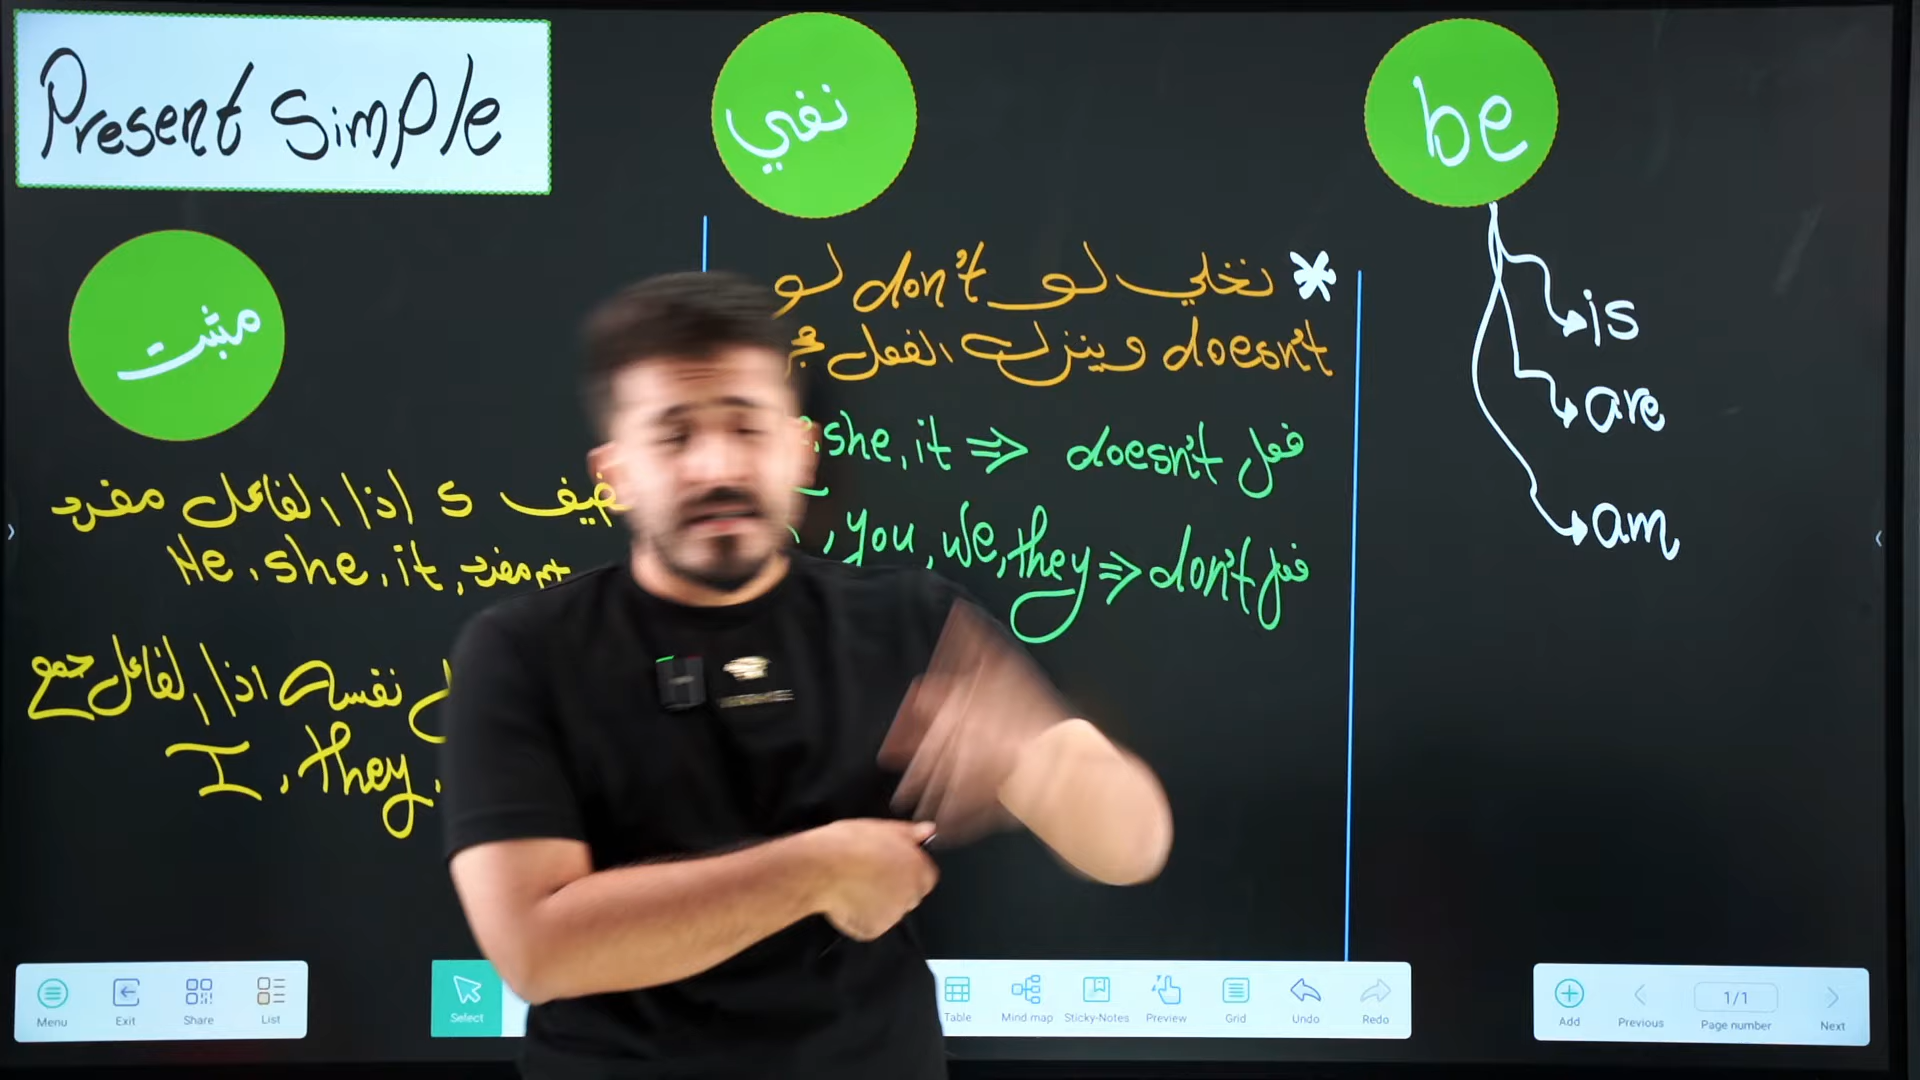 Present Simple
مثبت
s اذا الفاعل مفرد
He, she, it, مفرد
نفسه اذا الفاعل جمع
I, they,
نفي
* نخلي لو don't لو
doesn't وينزل الفعل
she, it ⇒ doesn't فعل
, you, we, they ⇒ don't فعل
be
is
are
am
Menu
Exit
Share
List
Select
Table
Mind map
Sticky-Notes
Preview
Grid
Undo
Redo
Add
Previous
1/1
Page number
Next